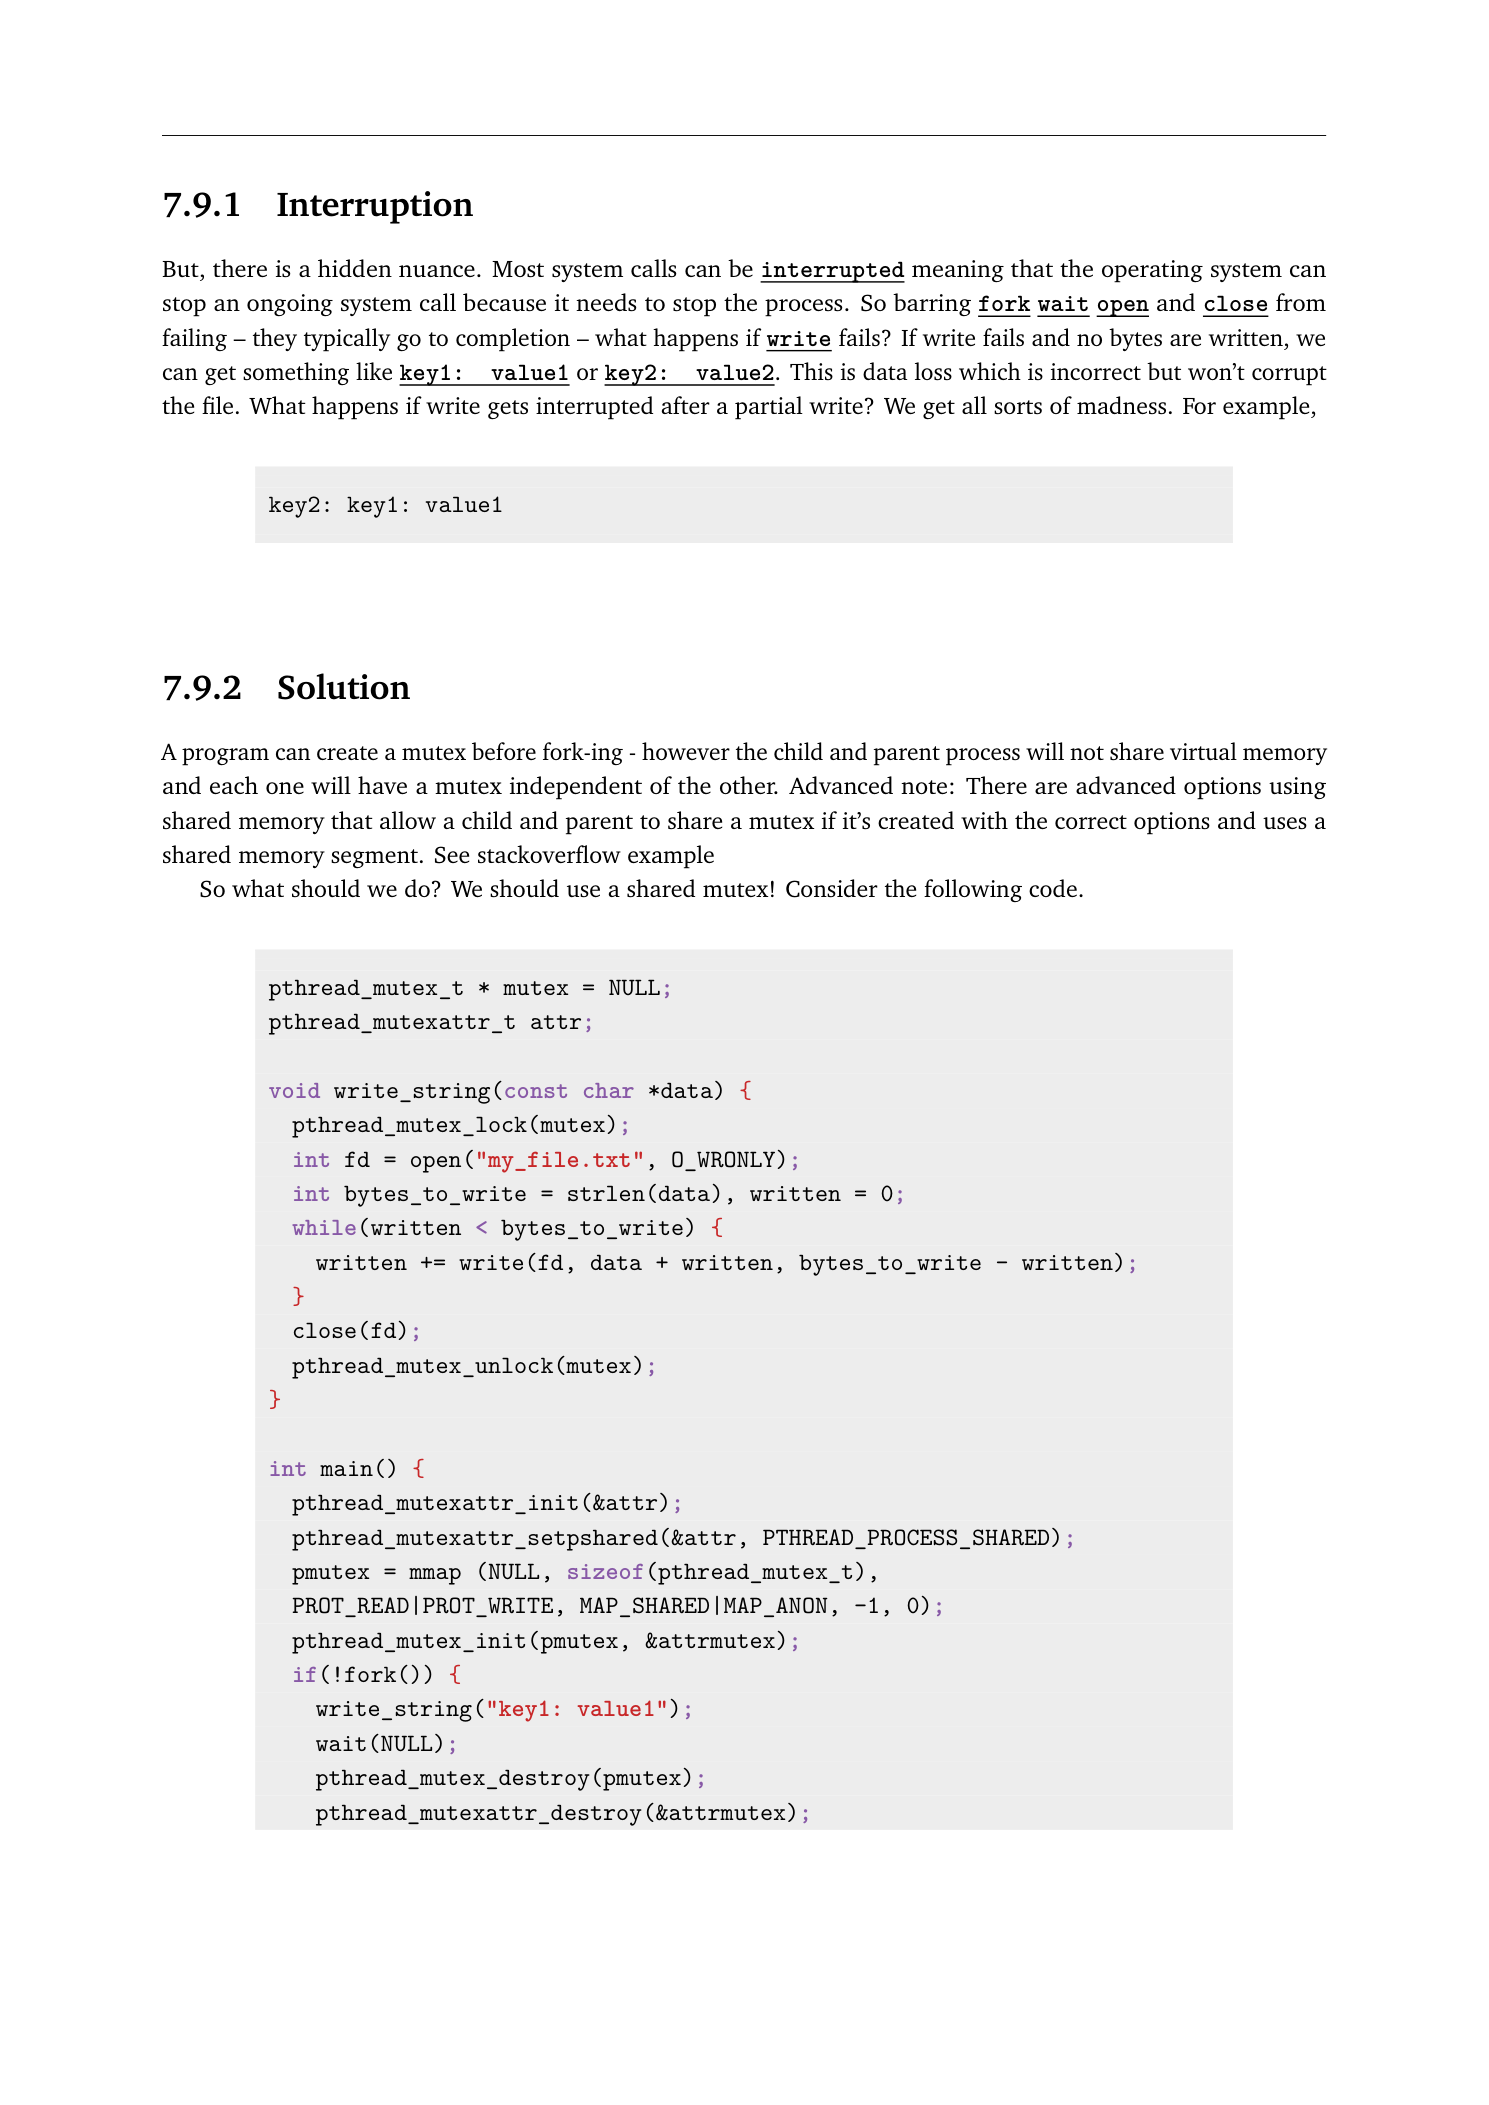 7.9.1 Interruption
But, there is a hidden nuance. Most system calls can be interrupted meaning that the operating system can
stop an ongoing system call because it needs to stop the process. So barring fork wait open and close from
failing – they typically go to completion – what happens if write fails? If write fails and no bytes are written, we
can get something like key1:  value1 or key2:  value2. This is data loss which is incorrect but won't corrupt
the file. What happens if write gets interrupted after a partial write? We get all sorts of madness. For example,
key2: key1: value1
7.9.2 Solution
A program can create a mutex before fork-ing - however the child and parent process will not share virtual memory
and each one will have a mutex independent of the other. Advanced note: There are advanced options using
shared memory that allow a child and parent to share a mutex if it's created with the correct options and uses a
shared memory segment. See stackoverflow example
So what should we do? We should use a shared mutex! Consider the following code.
pthread_mutex_t * mutex = NULL;
pthread_mutexattr_t attr;
void write_string(const char *data) {
  pthread_mutex_lock(mutex);
  int fd = open("my_file.txt", O_WRONLY);
  int bytes_to_write = strlen(data), written = 0;
  while(written < bytes_to_write) {
    written += write(fd, data + written, bytes_to_write - written);
  }
  close(fd);
  pthread_mutex_unlock(mutex);
}
int main() {
  pthread_mutexattr_init(&attr);
  pthread_mutexattr_setpshared(&attr, PTHREAD_PROCESS_SHARED);
  pmutex = mmap (NULL, sizeof(pthread_mutex_t),
  PROT_READ|PROT_WRITE, MAP_SHARED|MAP_ANON, -1, 0);
  pthread_mutex_init(pmutex, &attrmutex);
  if(!fork()) {
    write_string("key1: value1");
    wait(NULL);
    pthread_mutex_destroy(pmutex);
    pthread_mutexattr_destroy(&attrmutex);